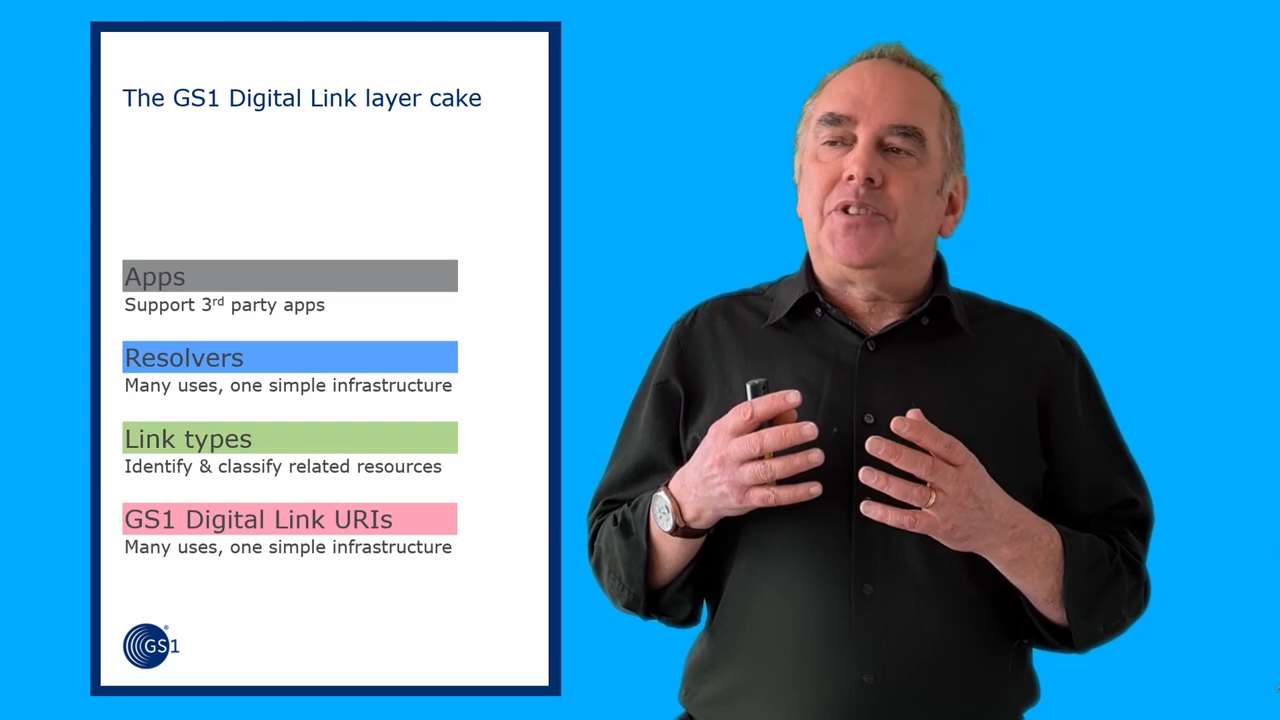 The GS1 Digital Link layer cake
Apps
Support 3rd party apps
Resolvers
Many uses, one simple infrastructure
Link types
Identify & classify related resources
GS1 Digital Link URIs
Many uses, one simple infrastructure
GS1®